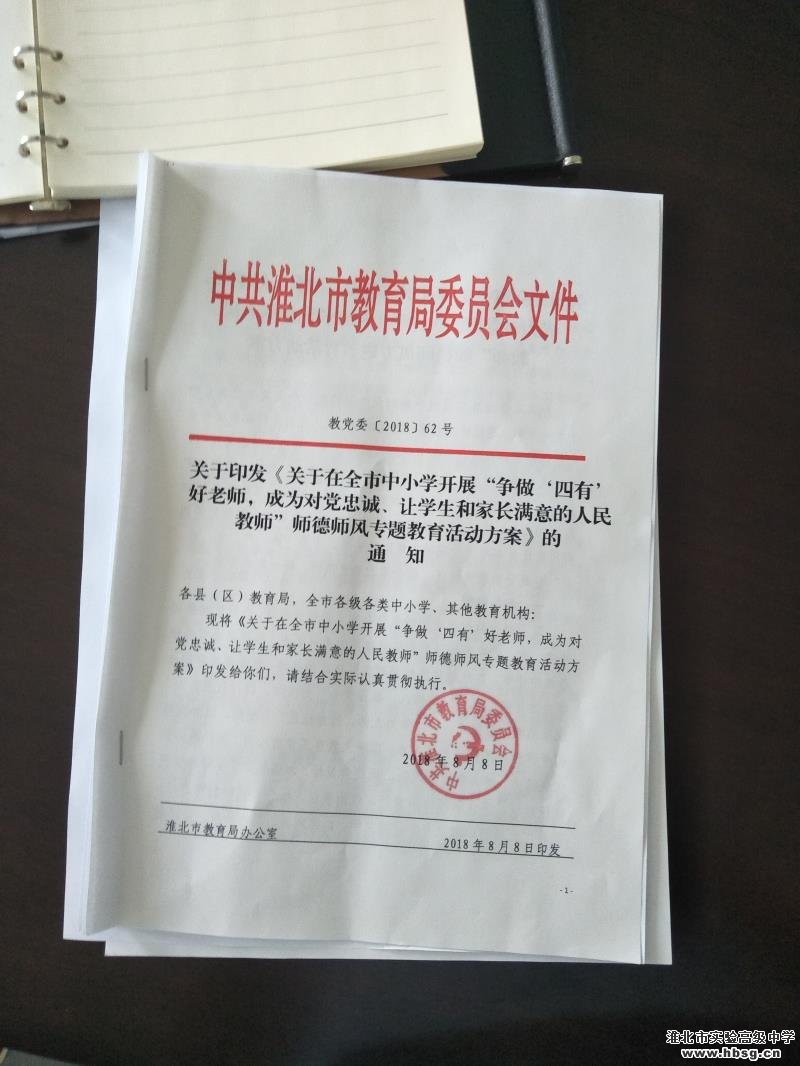 中共淮北市教育局委员会文件
教党委〔2018〕62号
关于印发《关于在全市中小学开展“争做‘四有’
好老师，成为对党忠诚、让学生和家长满意的人民
教师”师德师风专题教育活动方案》的
通 知
各县（区）教育局，全市各级各类中小学、其他教育机构：
现将《关于在全市中小学开展“争做‘四有’好老师，成为对
党忠诚、让学生和家长满意的人民教师”师德师风专题教育活动方
案》印发给你们，请结合实际认真贯彻执行。
中共淮北市教育局委员会
2018年8月8日
淮北市教育局办公室
2018年8月8日印发
-1-
淮北市实验高级中学
www.hbsg.cn